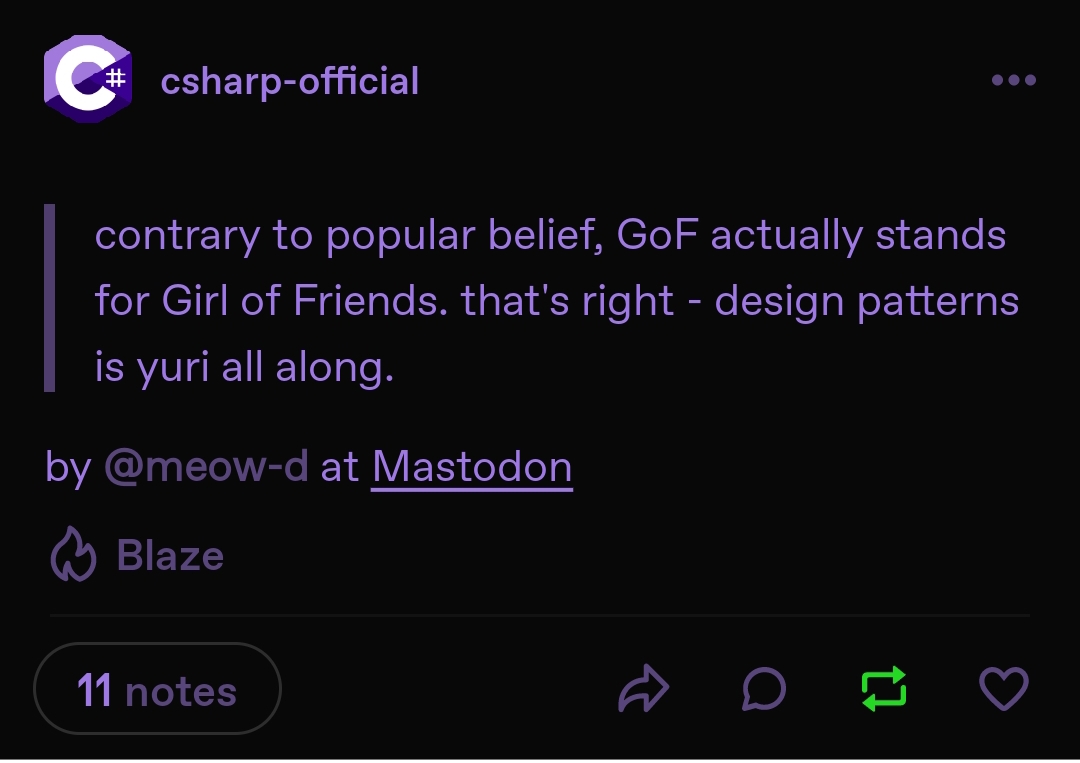 C#
csharp-official
contrary to popular belief, GoF actually stands
for Girl of Friends. that's right - design patterns
is yuri all along.
by @meow-d at Mastodon
Blaze
11 notes